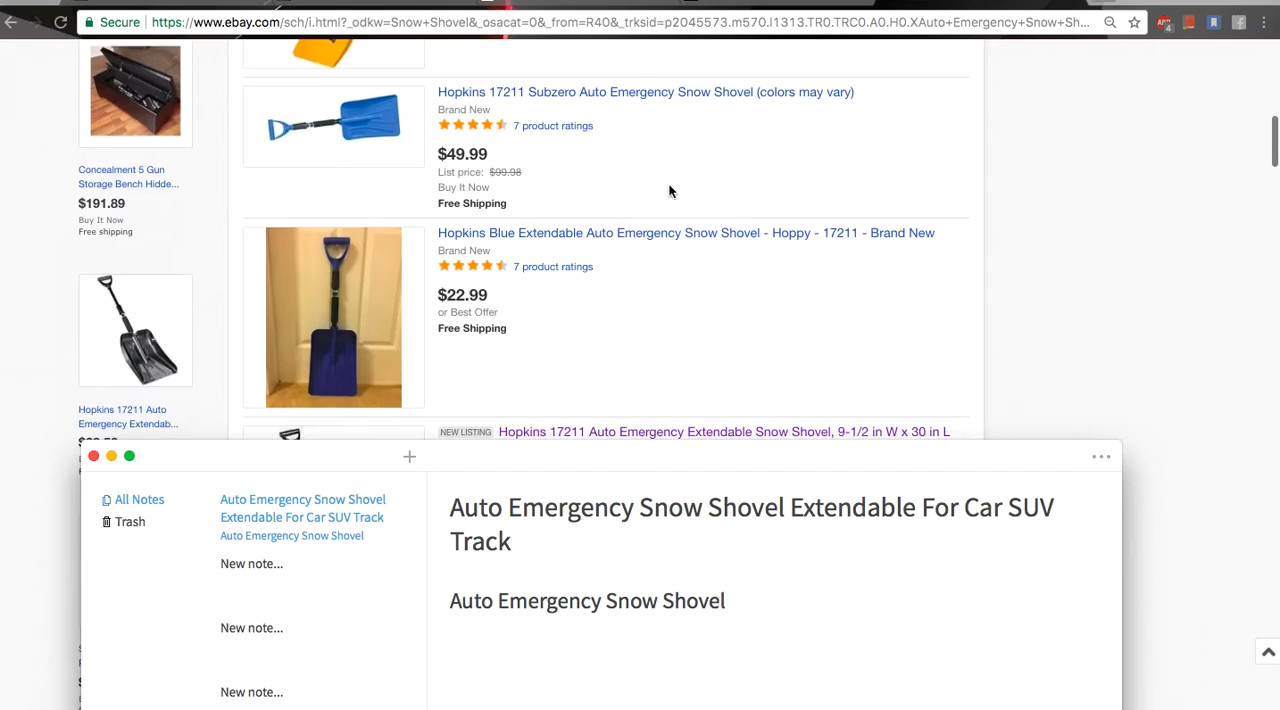 Secure https://www.ebay.com/sch/i.html?_odkw=Snow+Shovel&_osacat=0&_from=R40&_trksid=p2045573.m570.l1313.TR0.TRC0.A0.H0.XAuto+Emergency+Snow+Sh...
4
Concealment 5 Gun
Storage Bench Hidde...
$191.89
Buy It Now
Free shipping
Hopkins 17211 Auto
Emergency Extendab...
Hopkins 17211 Subzero Auto Emergency Snow Shovel (colors may vary)
Brand New
7 product ratings
$49.99
List price: $99.98
Buy It Now
Free Shipping
Hopkins Blue Extendable Auto Emergency Snow Shovel - Hoppy - 17211 - Brand New
Brand New
7 product ratings
$22.99
or Best Offer
Free Shipping
NEW LISTING Hopkins 17211 Auto Emergency Extendable Snow Shovel, 9-1/2 in W x 30 in L
All Notes
Trash
Auto Emergency Snow Shovel
Extendable For Car SUV Track
Auto Emergency Snow Shovel
New note...
New note...
New note...
Auto Emergency Snow Shovel Extendable For Car SUV
Track
Auto Emergency Snow Shovel